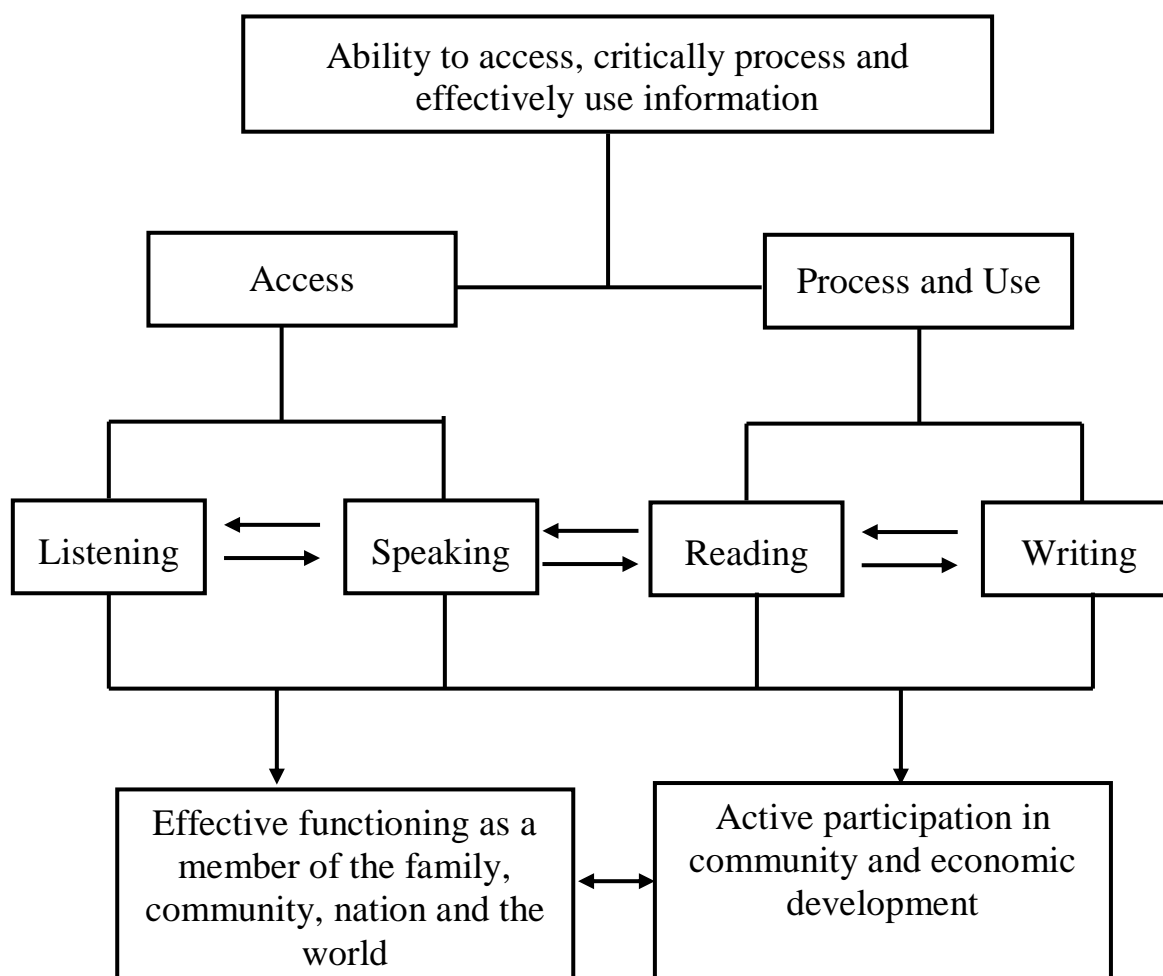 Ability to access, critically process and
effectively use information
Access
Process and Use
Listening
Speaking
Reading
Writing
Effective functioning as a
member of the family,
community, nation and the
world
Active participation in
community and economic
development